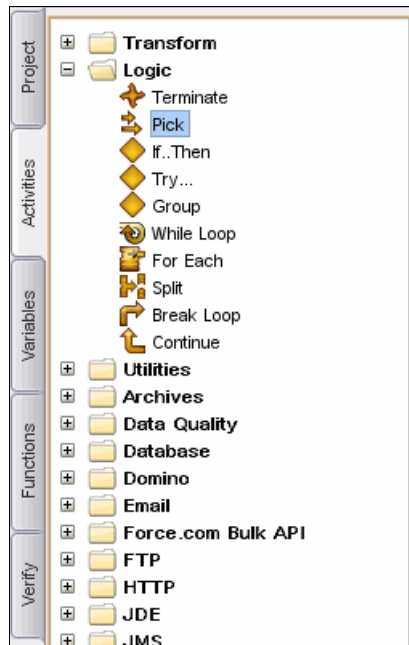 Project
Activities
Variables
Functions
Verify
Transform
Logic
Terminate
Pick
If..Then
Try...
Group
While Loop
For Each
Split
Break Loop
Continue
Utilities
Archives
Data Quality
Database
Domino
Email
Force.com Bulk API
FTP
HTTP
JDE
JMS